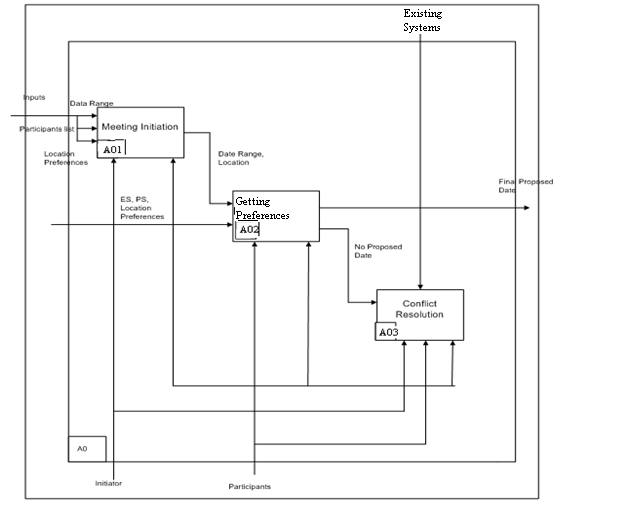 Existing
Systems
Inputs
Data Range
Participants list
Location
Preferences
Meeting Initiation
A01
Date Range,
Location
ES, PS,
Location
Preferences
Getting
Preferences
A02
Final Proposed
Date
No Proposed
Date
Conflict
Resolution
A03
A0
Initiator
Participants